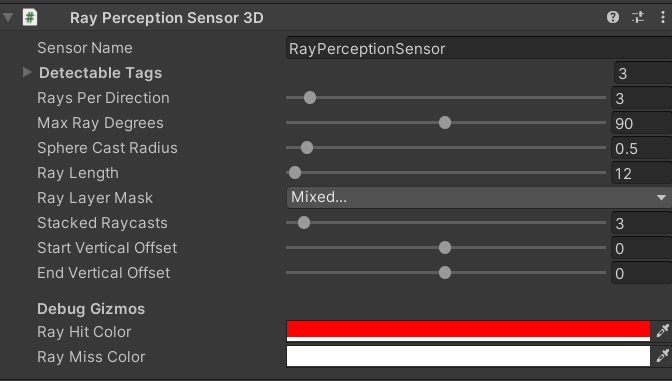 # Ray Perception Sensor 3D
Sensor Name RayPerceptionSensor
Detectable Tags 3
Rays Per Direction 3
Max Ray Degrees 90
Sphere Cast Radius 0.5
Ray Length 12
Ray Layer Mask Mixed...
Stacked Raycasts 3
Start Vertical Offset 0
End Vertical Offset 0
Debug Gizmos
Ray Hit Color
Ray Miss Color